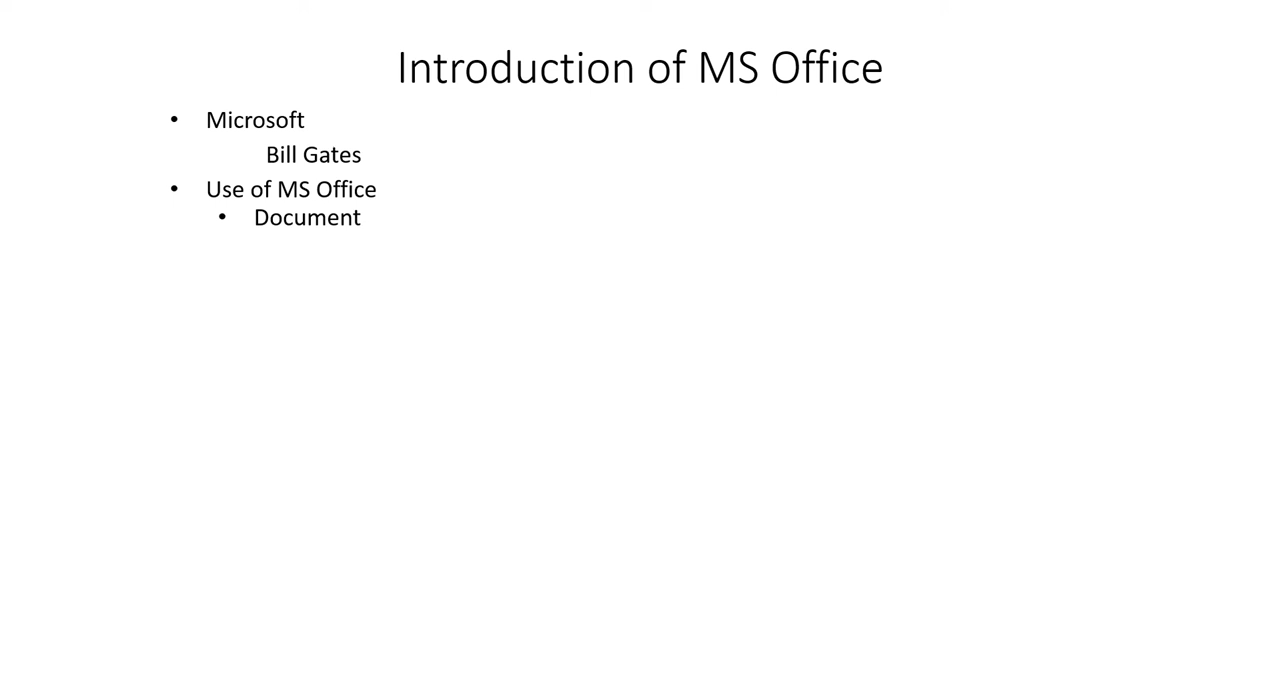 Introduction of MS Office
• Microsoft
Bill Gates
• Use of MS Office
• Document